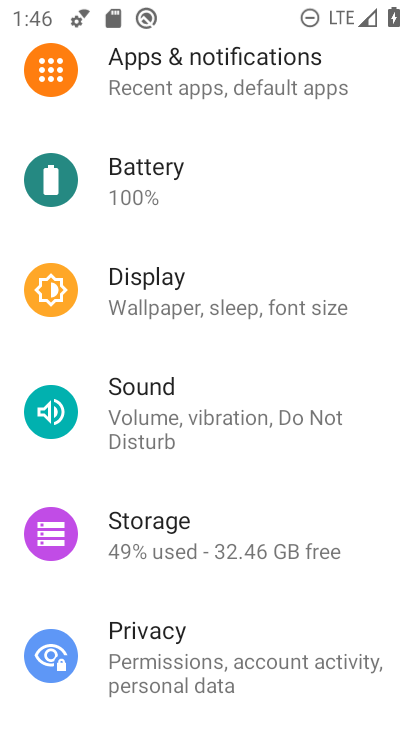 1:46 LTE
Apps & notifications
Recent apps, default apps
Battery
100%
Display
Wallpaper, sleep, font size
Sound
Volume, vibration, Do Not
Disturb
Storage
49% used - 32.46 GB free
Privacy
Permissions, account activity,
personal data